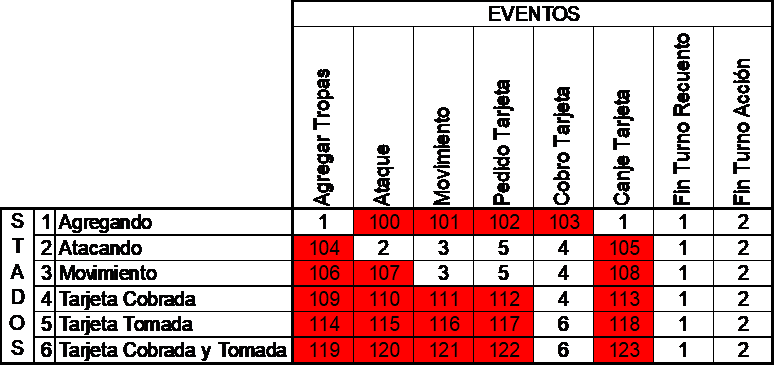 EVENTOS
Agregar Tropas Ataque Movimiento Pedido Tarjeta Cobro Tarjeta Canje Tarjeta Fin Turno Recuento Fin Turno Acción
S 1 Agregando 1 100 101 102 103 1 1 2
T 2 Atacando 104 2 3 5 4 105 1 2
A 3 Movimiento 106 107 3 5 4 108 1 2
D 4 Tarjeta Cobrada 109 110 111 112 4 113 1 2
O 5 Tarjeta Tomada 114 115 116 117 6 118 1 2
S 6 Tarjeta Cobrada y Tomada 119 120 121 122 6 123 1 2